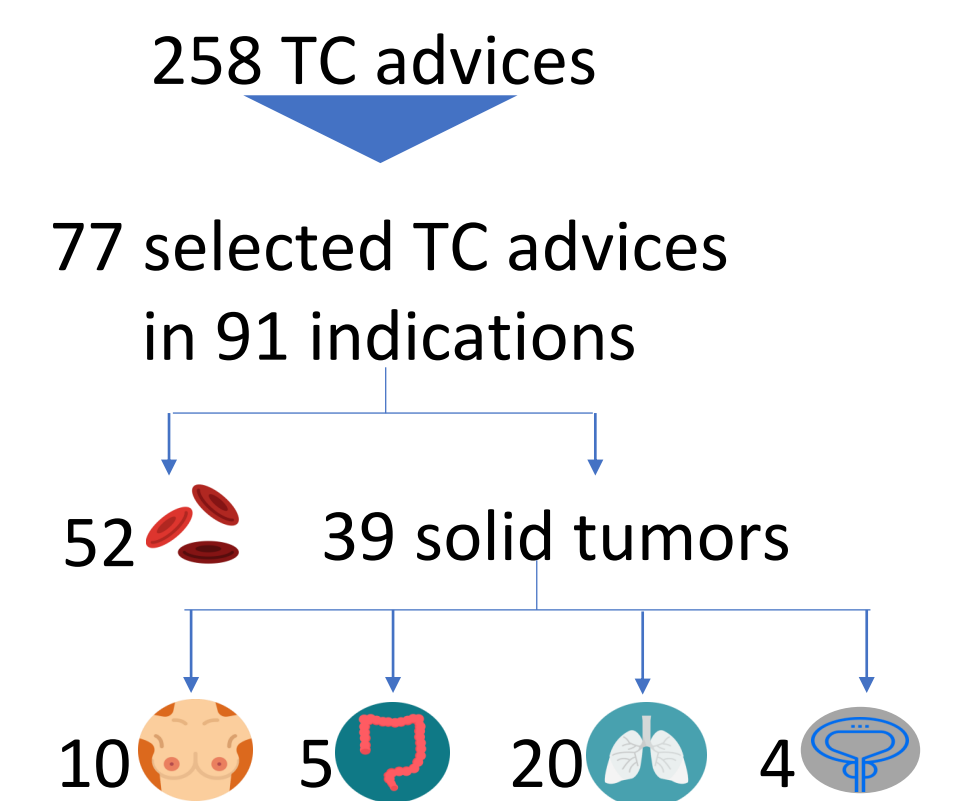 258 TC advices
77 selected TC advices
in 91 indications
52
39 solid tumors
10
5
20
4